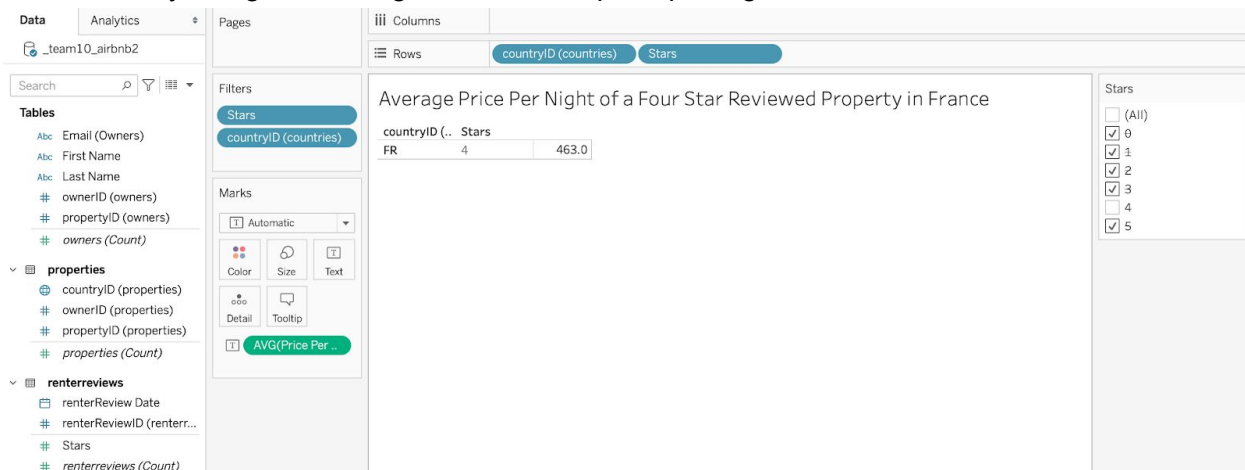 Data
Analytics
_team10_airbnb2
Search
Tables
Abc Email (Owners)
Abc First Name
Abc Last Name
# ownerID (owners)
# propertyID (owners)
# owners (Count)
properties
countryID (properties)
# ownerID (properties)
# propertyID (properties)
# properties (Count)
renterreviews
renterReview Date
# renterReviewID (renterr...
# Stars
# renterreviews (Count)
Pages
Filters
Stars
countryID (countries)
Marks
T Automatic
Color Size Text
Detail Tooltip
T AVG(Price Per ..
iii Columns
Rows countryID (countries) Stars
Average Price Per Night of a Four Star Reviewed Property in France
countryID (.. Stars
FR 4 463.0
Stars
(All)
0
1
2
3
4
5